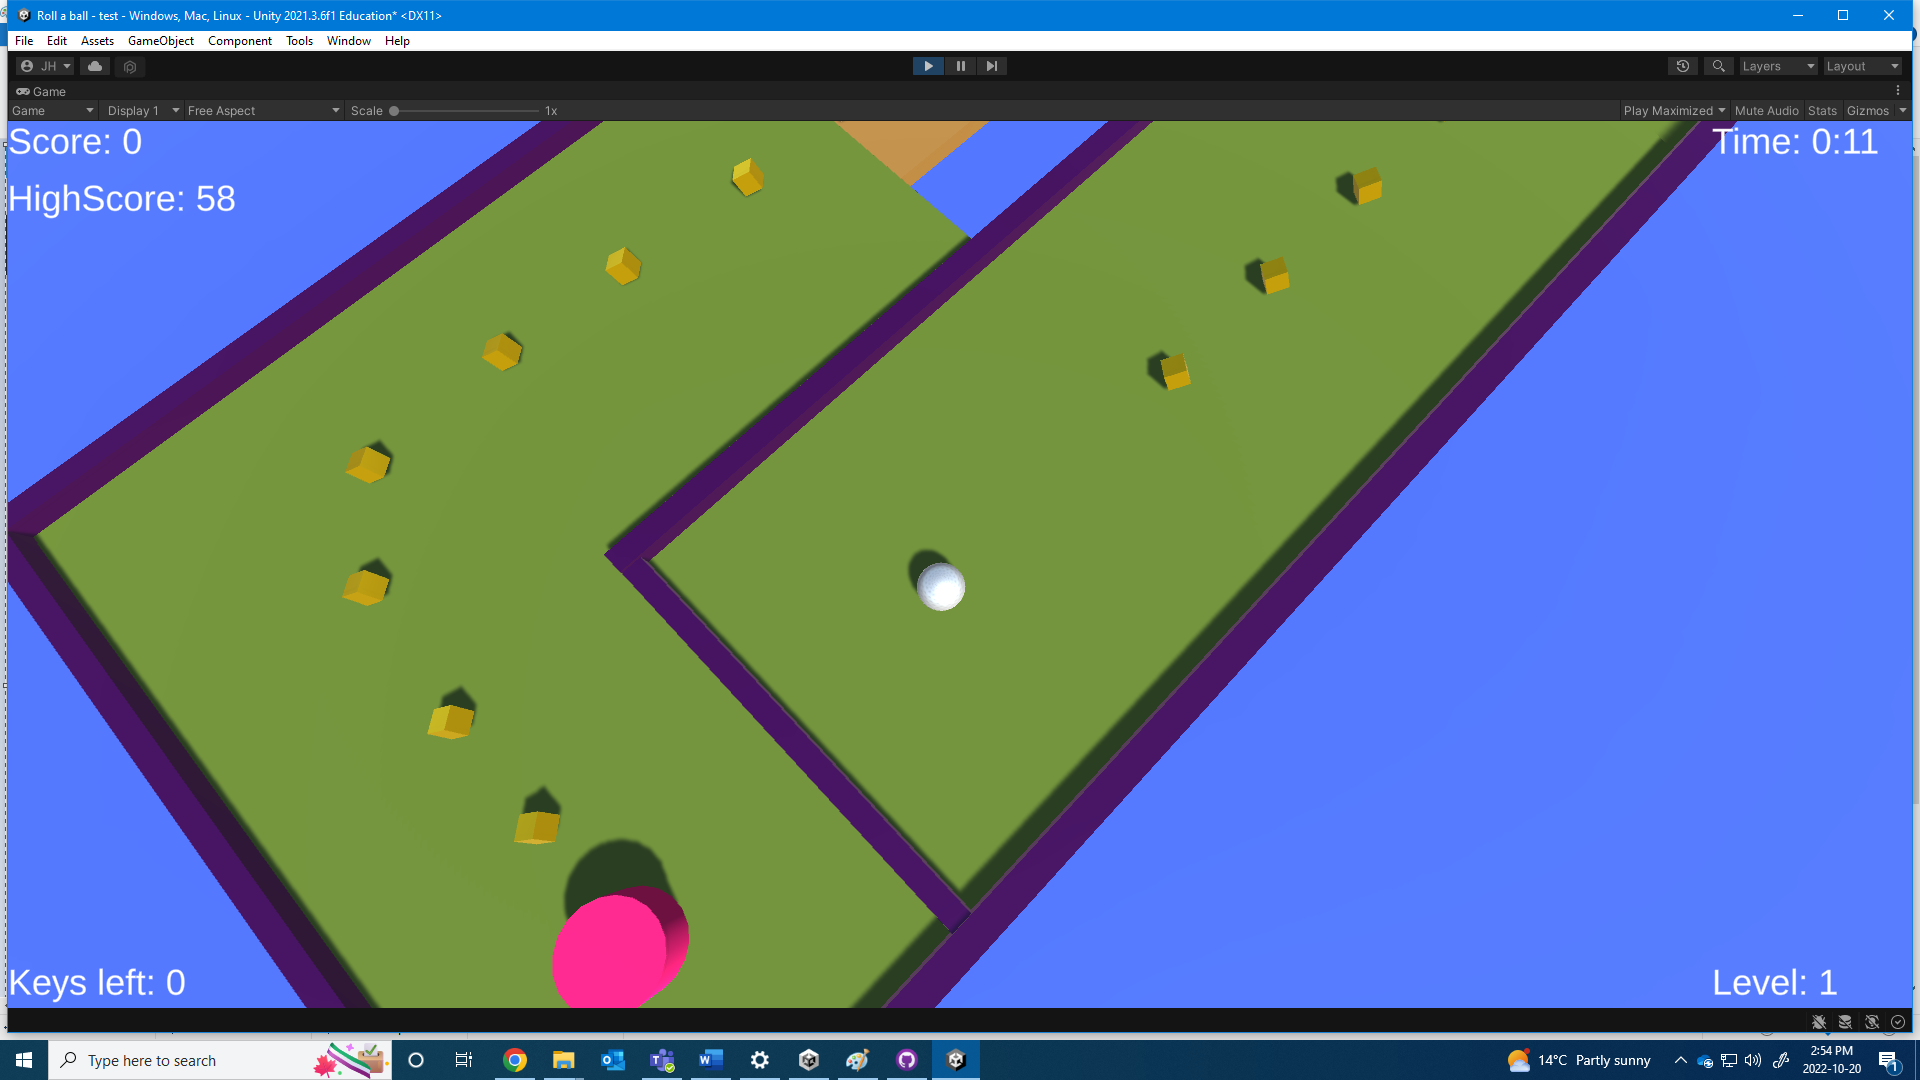 Roll a ball - test - Windows, Mac, Linux - Unity 2021.3.6f1 Education* <DX11>
File Edit Assets GameObject Component Tools Window Help
JH Layers Layout
Game
Game Display 1 Free Aspect Scale 1x Play Maximized Mute Audio Stats Gizmos
Score: 0 Time: 0:11
HighScore: 58
Keys left: 0 Level: 1
Type here to search 14°C Partly sunny 2:54 PM
2022-10-20 1